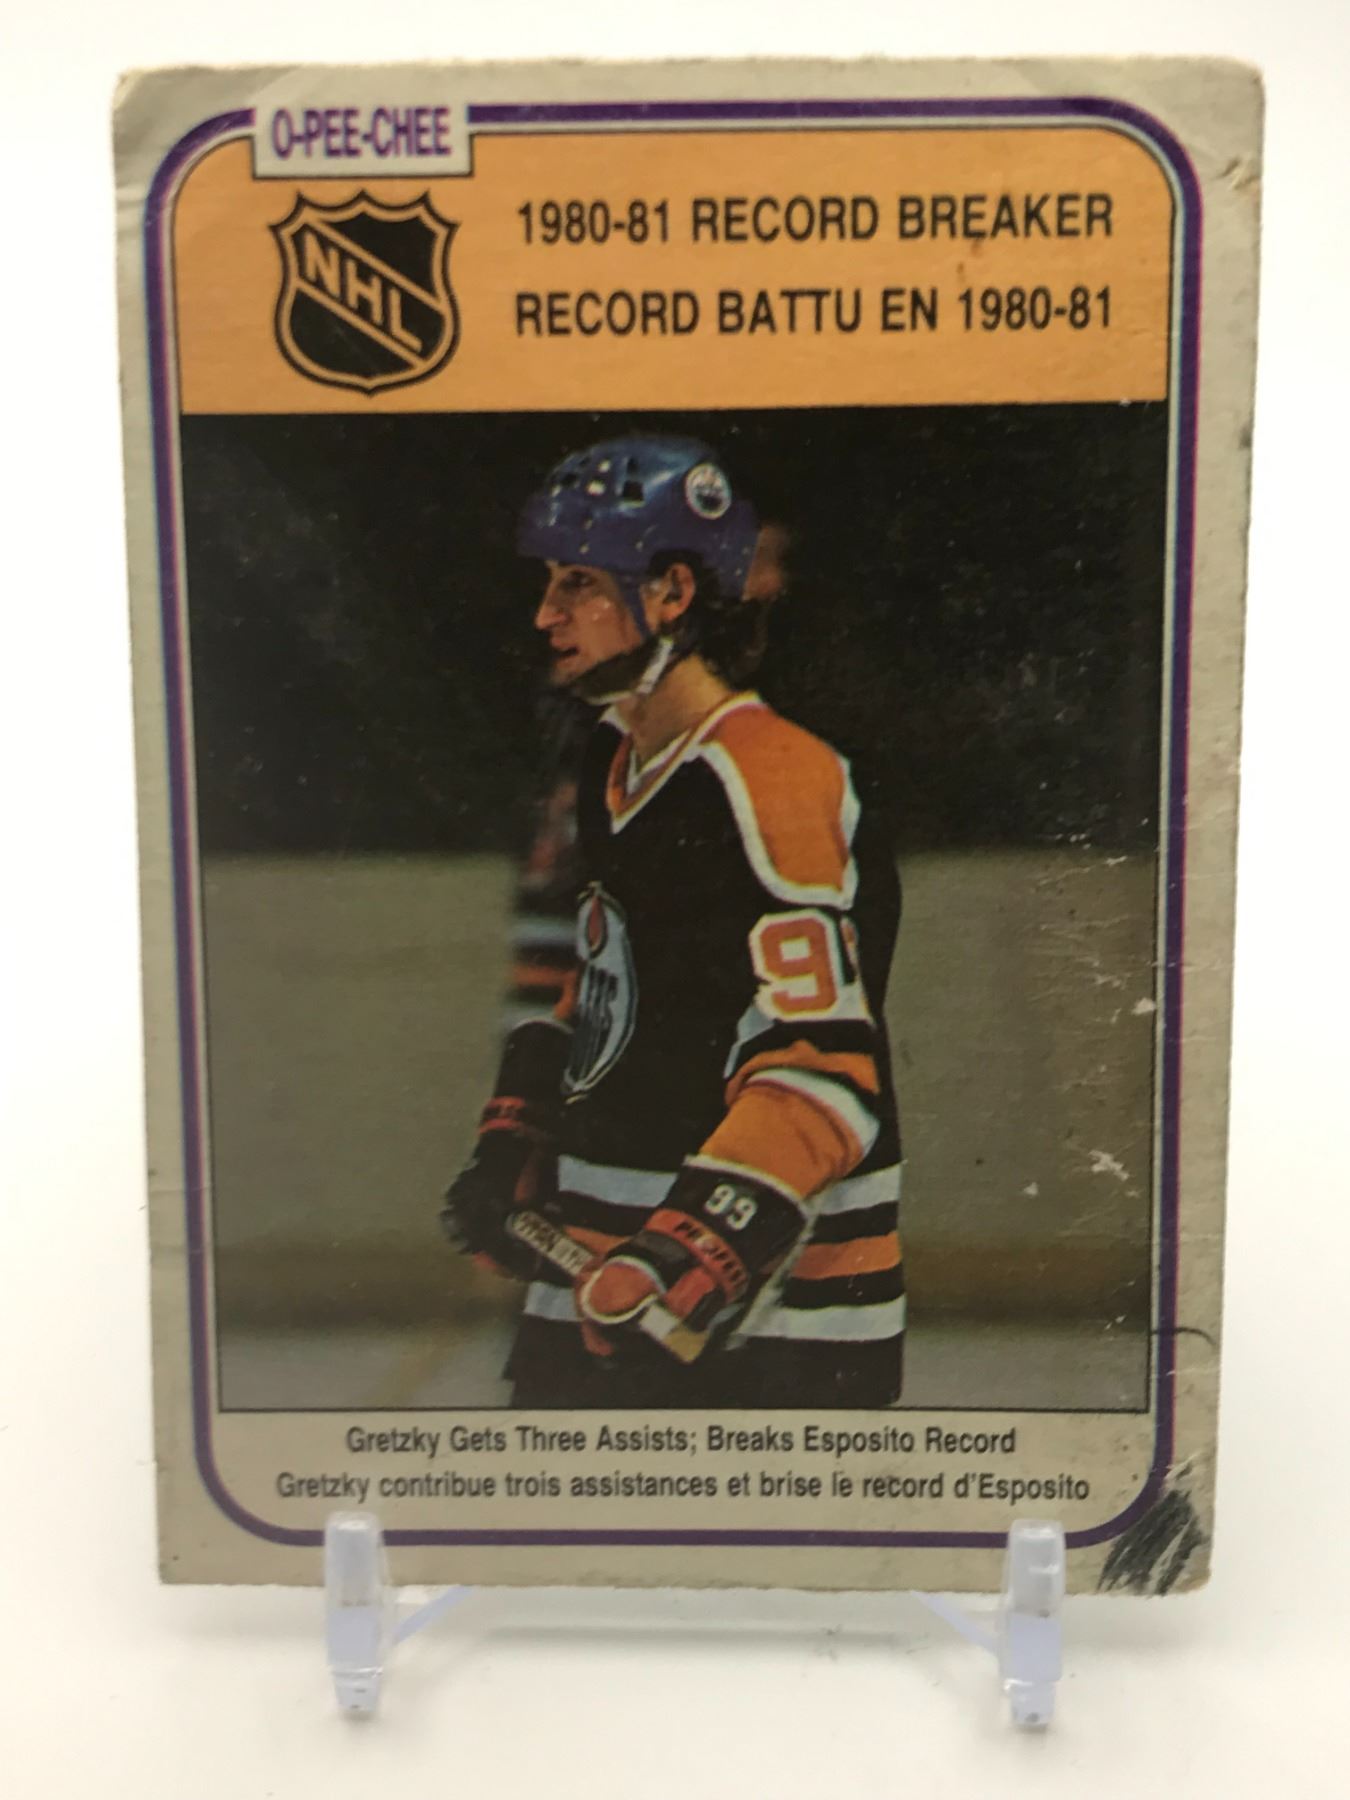 O-PEE-CHEE
NHL
1980-81 RECORD BREAKER
RECORD BATTU EN 1980-81
9
99
Gretzky Gets Three Assists; Breaks Esposito Record
Gretzky contribue trois assistances et brise le record d'Esposito